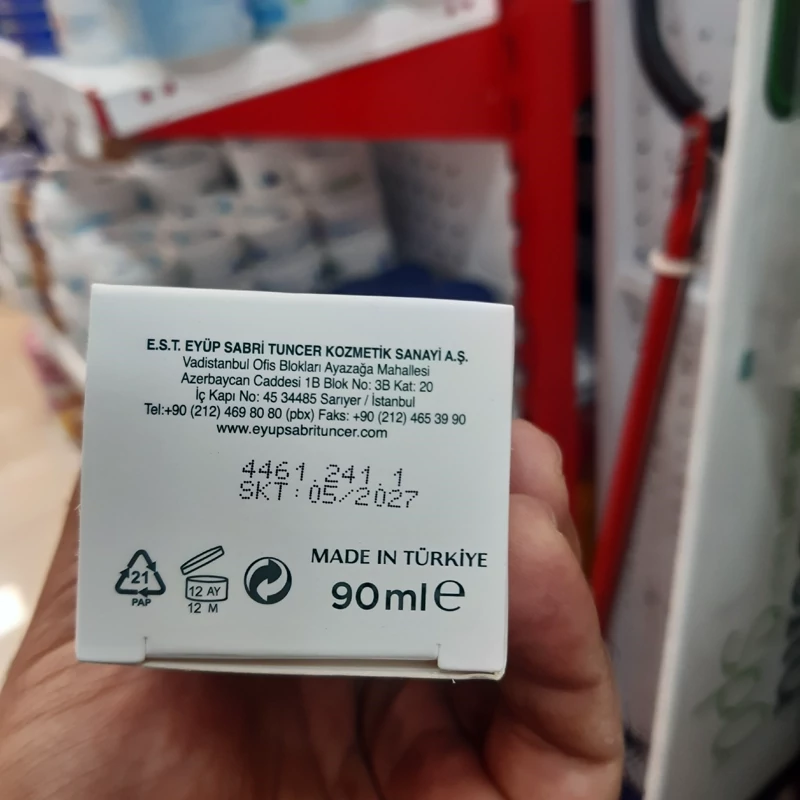 E.S.T. EYÜP SABRİ TUNCER KOZMETİK SANAYİ A.Ş.
Vadistanbul Ofis Blokları Ayazağa Mahallesi
Azerbaycan Caddesi 1B Blok No: 3B Kat: 20
İç Kapı No: 45 34485 Sarıyer / İstanbul
Tel:+90 (212) 469 80 80 (pbx) Faks: +90 (212) 465 39 90
www.eyupsabrituncer.com
4461.241.1
SKT:05/2027
21
PAP
12 AY
12 M
MADE IN TÜRKİYE
90 ml e